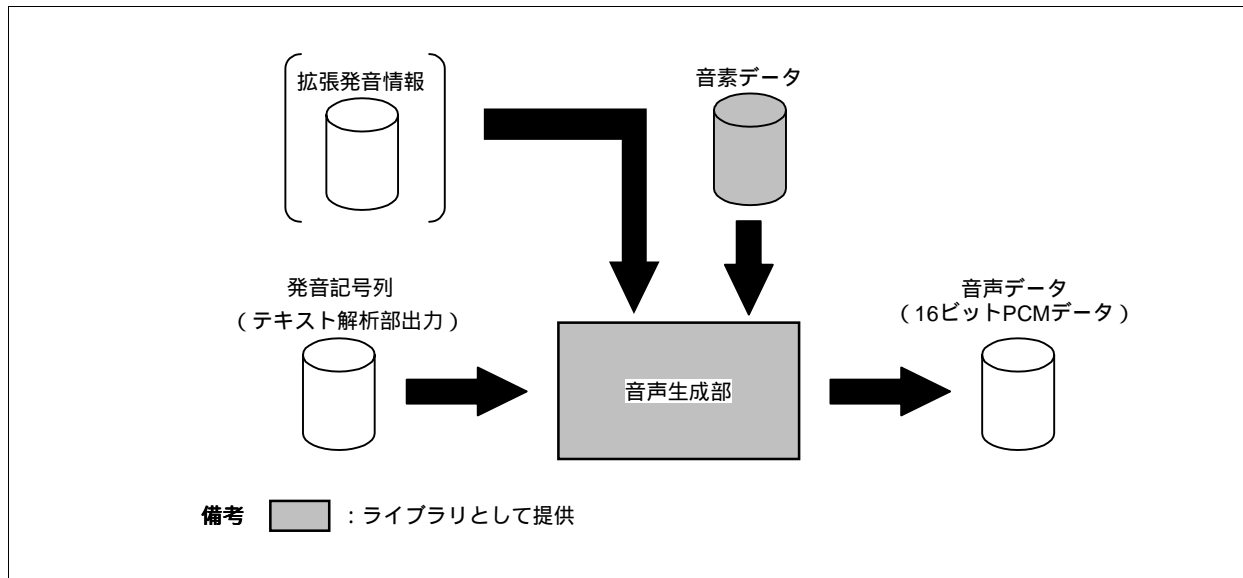 拡張発音情報
音素データ
発音記号列
（テキスト解析部出力）
音声データ
（16ビットPCMデータ）
音声生成部
備考 ：ライブラリとして提供